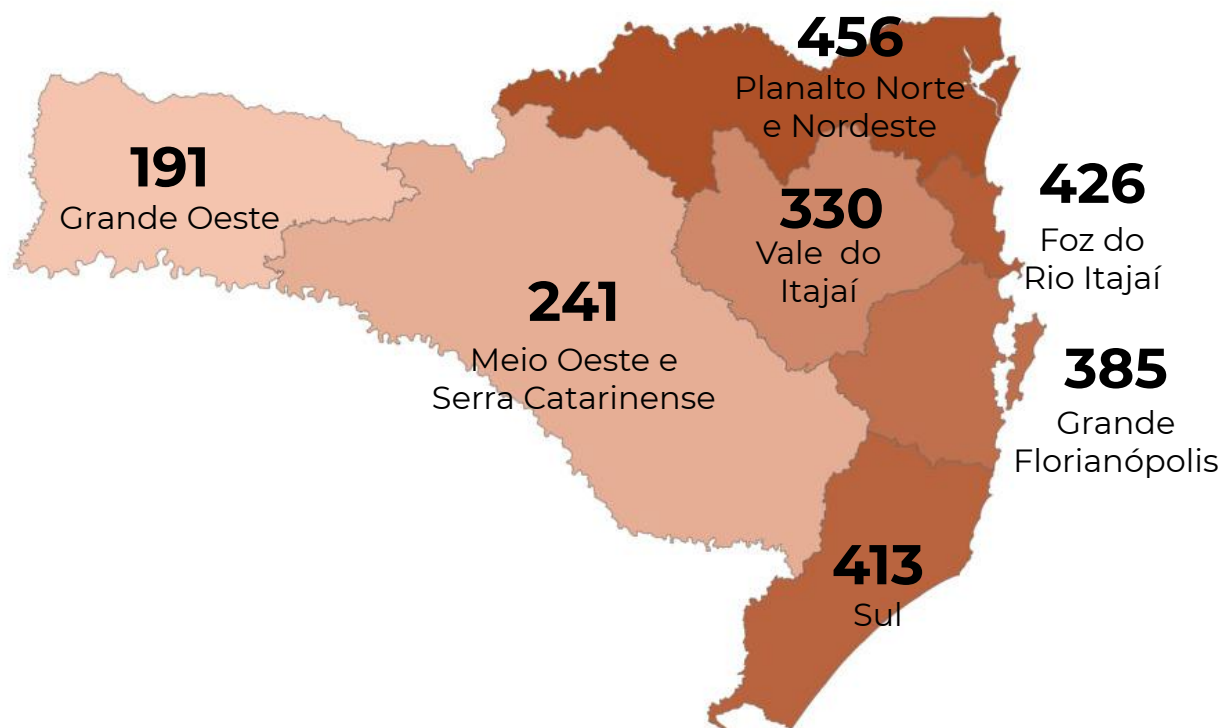 456
Planalto Norte
e Nordeste
191
Grande Oeste
330
Vale do
Itajaí
426
Foz do
Rio Itajaí
241
Meio Oeste e
Serra Catarinense
385
Grande
Florianópolis
413
Sul